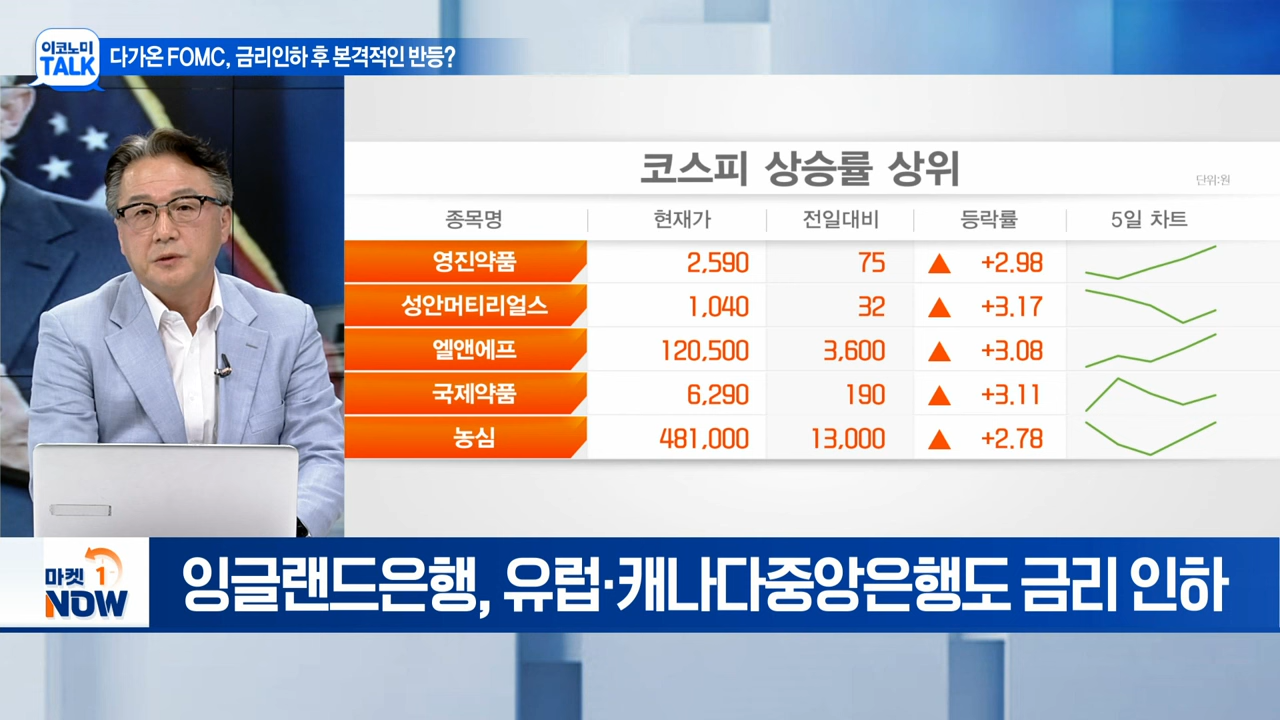 이코노미
TALK
다가온 FOMC, 금리인하 후 본격적인 반등?
코스피 상승률 상위
단위:원
종목명 현재가 전일대비 등락률 5일 차트
영진약품 2,590 75 ▲ +2.98
성안머티리얼스 1,040 32 ▲ +3.17
엘앤에프 120,500 3,600 ▲ +3.08
국제약품 6,290 190 ▲ +3.11
농심 481,000 13,000 ▲ +2.78
마켓 1
NOW
잉글랜드은행, 유럽·캐나다중앙은행도 금리 인하